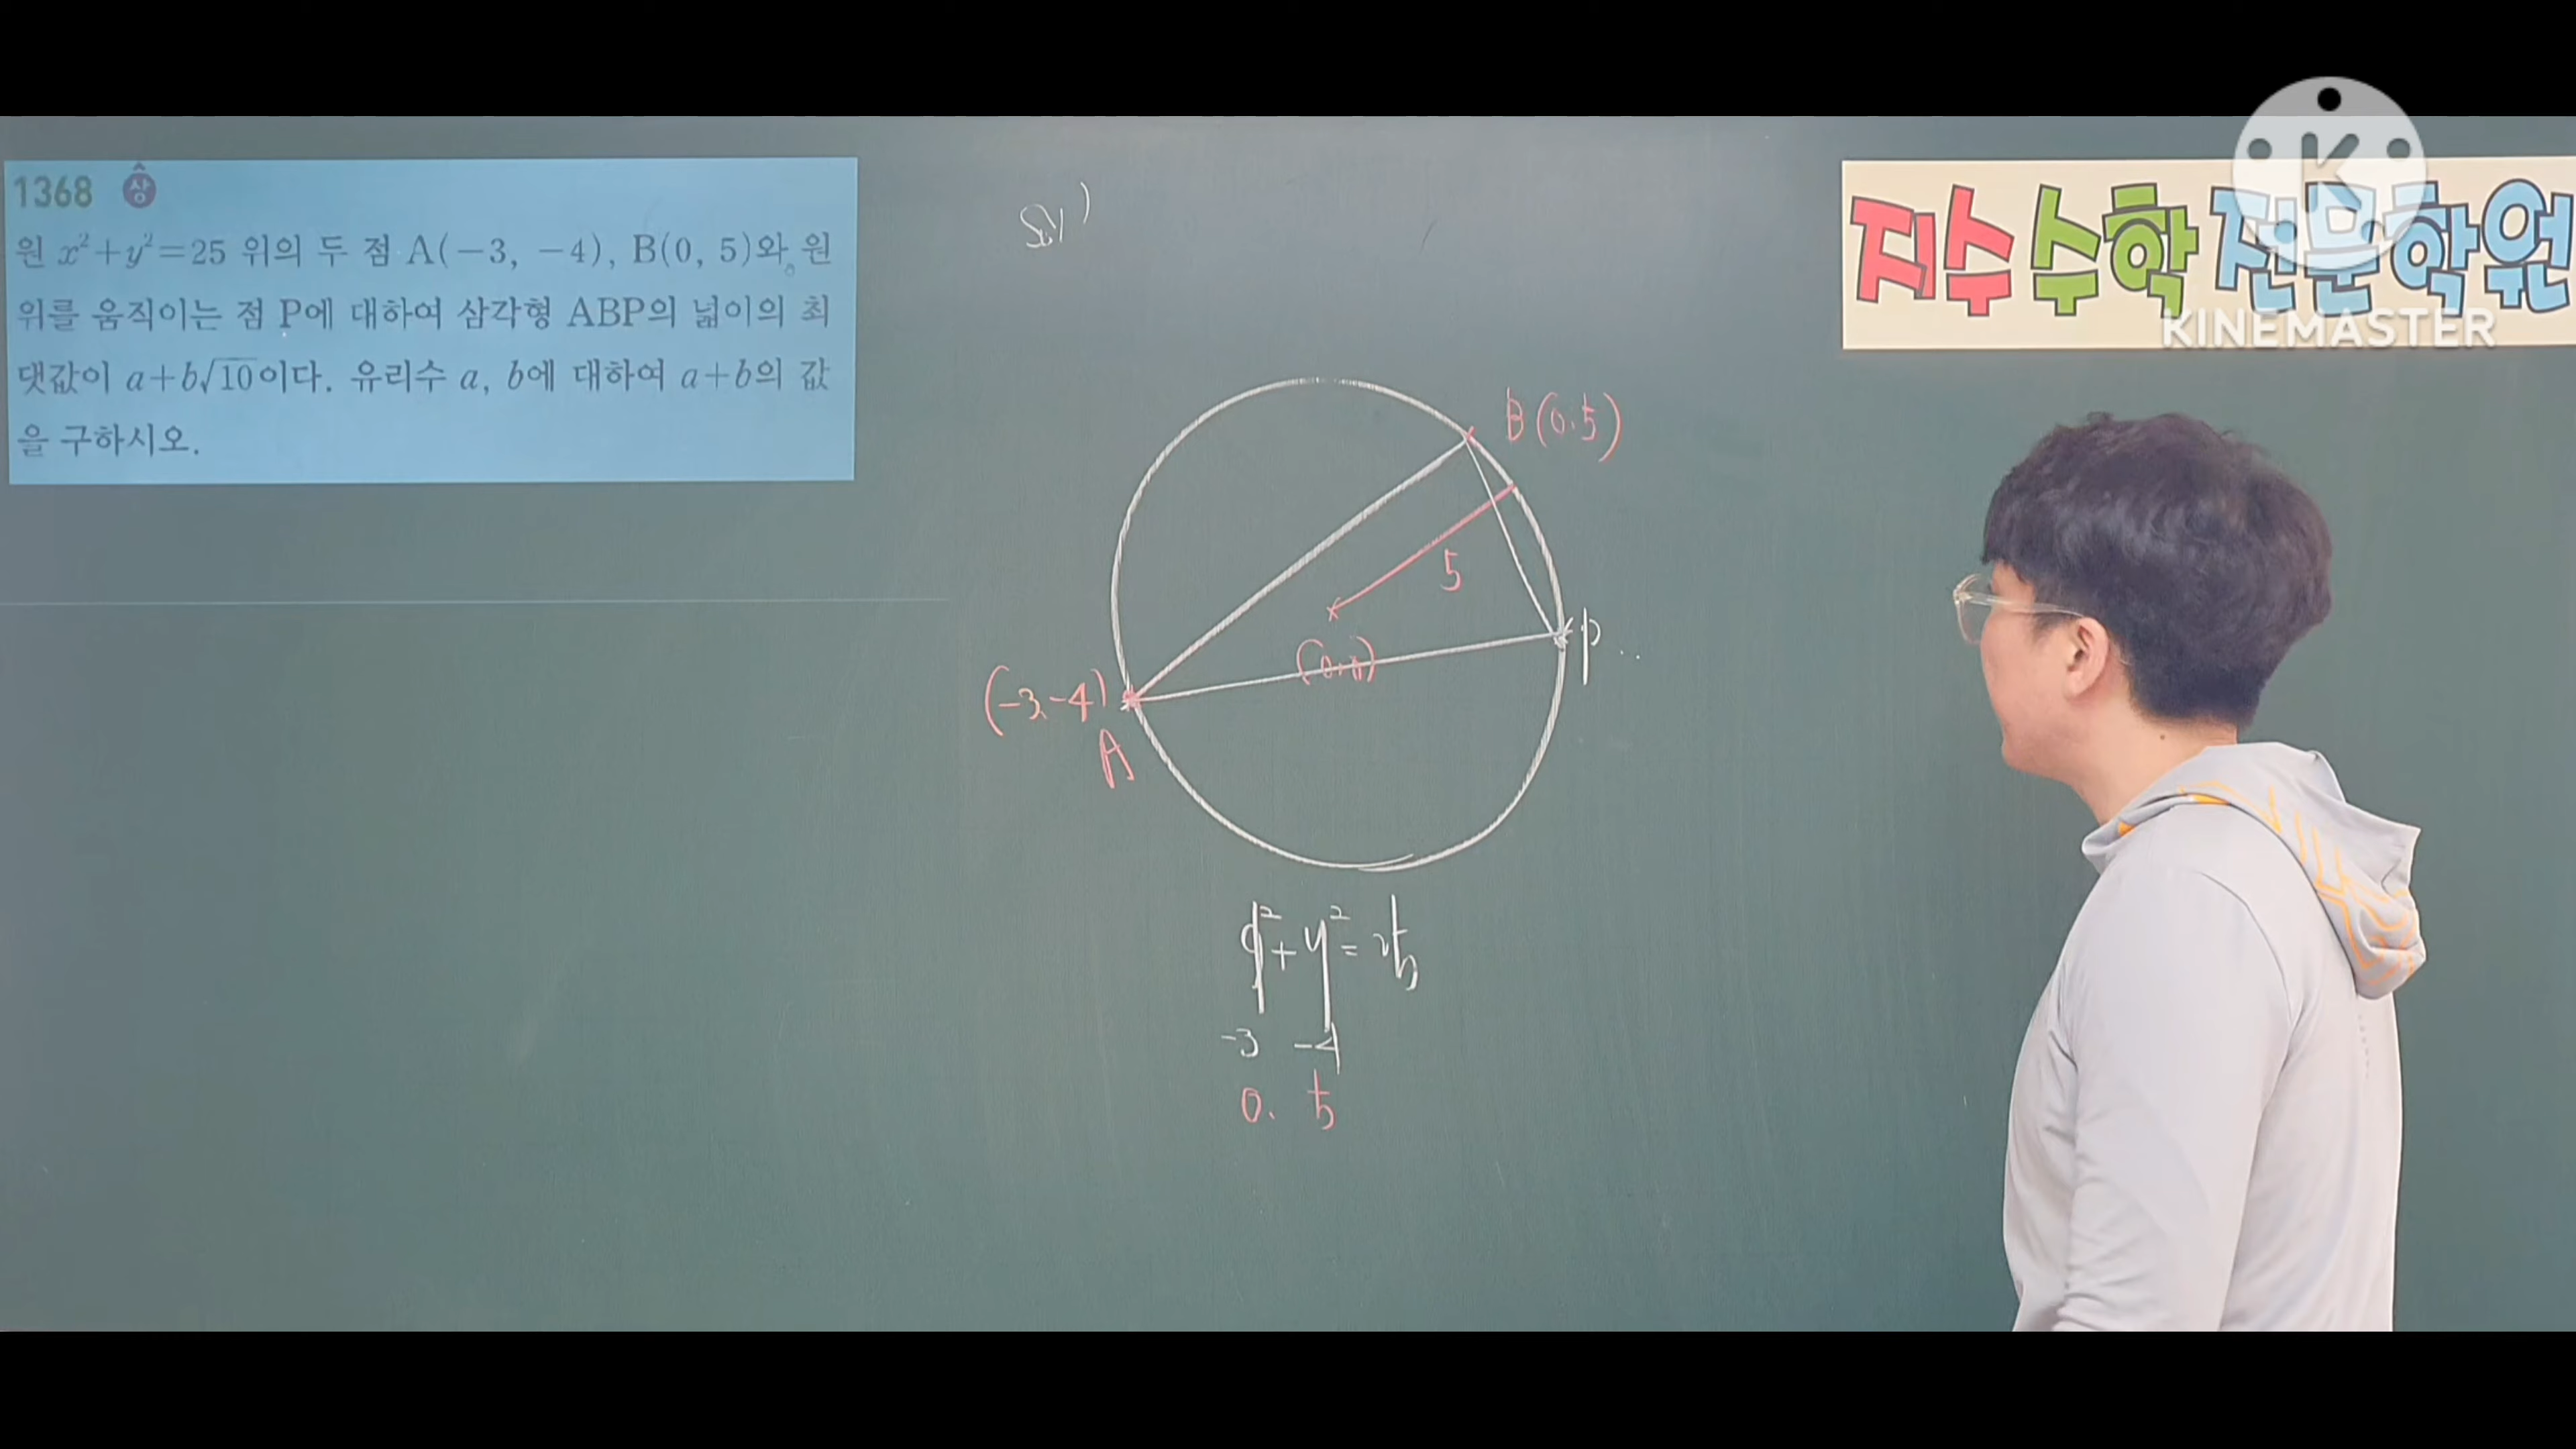 1368 상
원 x²+y²=25 위의 두 점 A(−3, −4), B(0, 5)와 원
위를 움직이는 점 P에 대하여 삼각형 ABP의 넓이의 최
댓값이 a+b√10이다. 유리수 a, b에 대하여 a+b의 값
을 구하시오.
지수수학전문학원
KINEMASTER
B(0.5)
5
(0.0)
P
(-3.-4)
A
x²+y²=25
-3 -4
0. 5